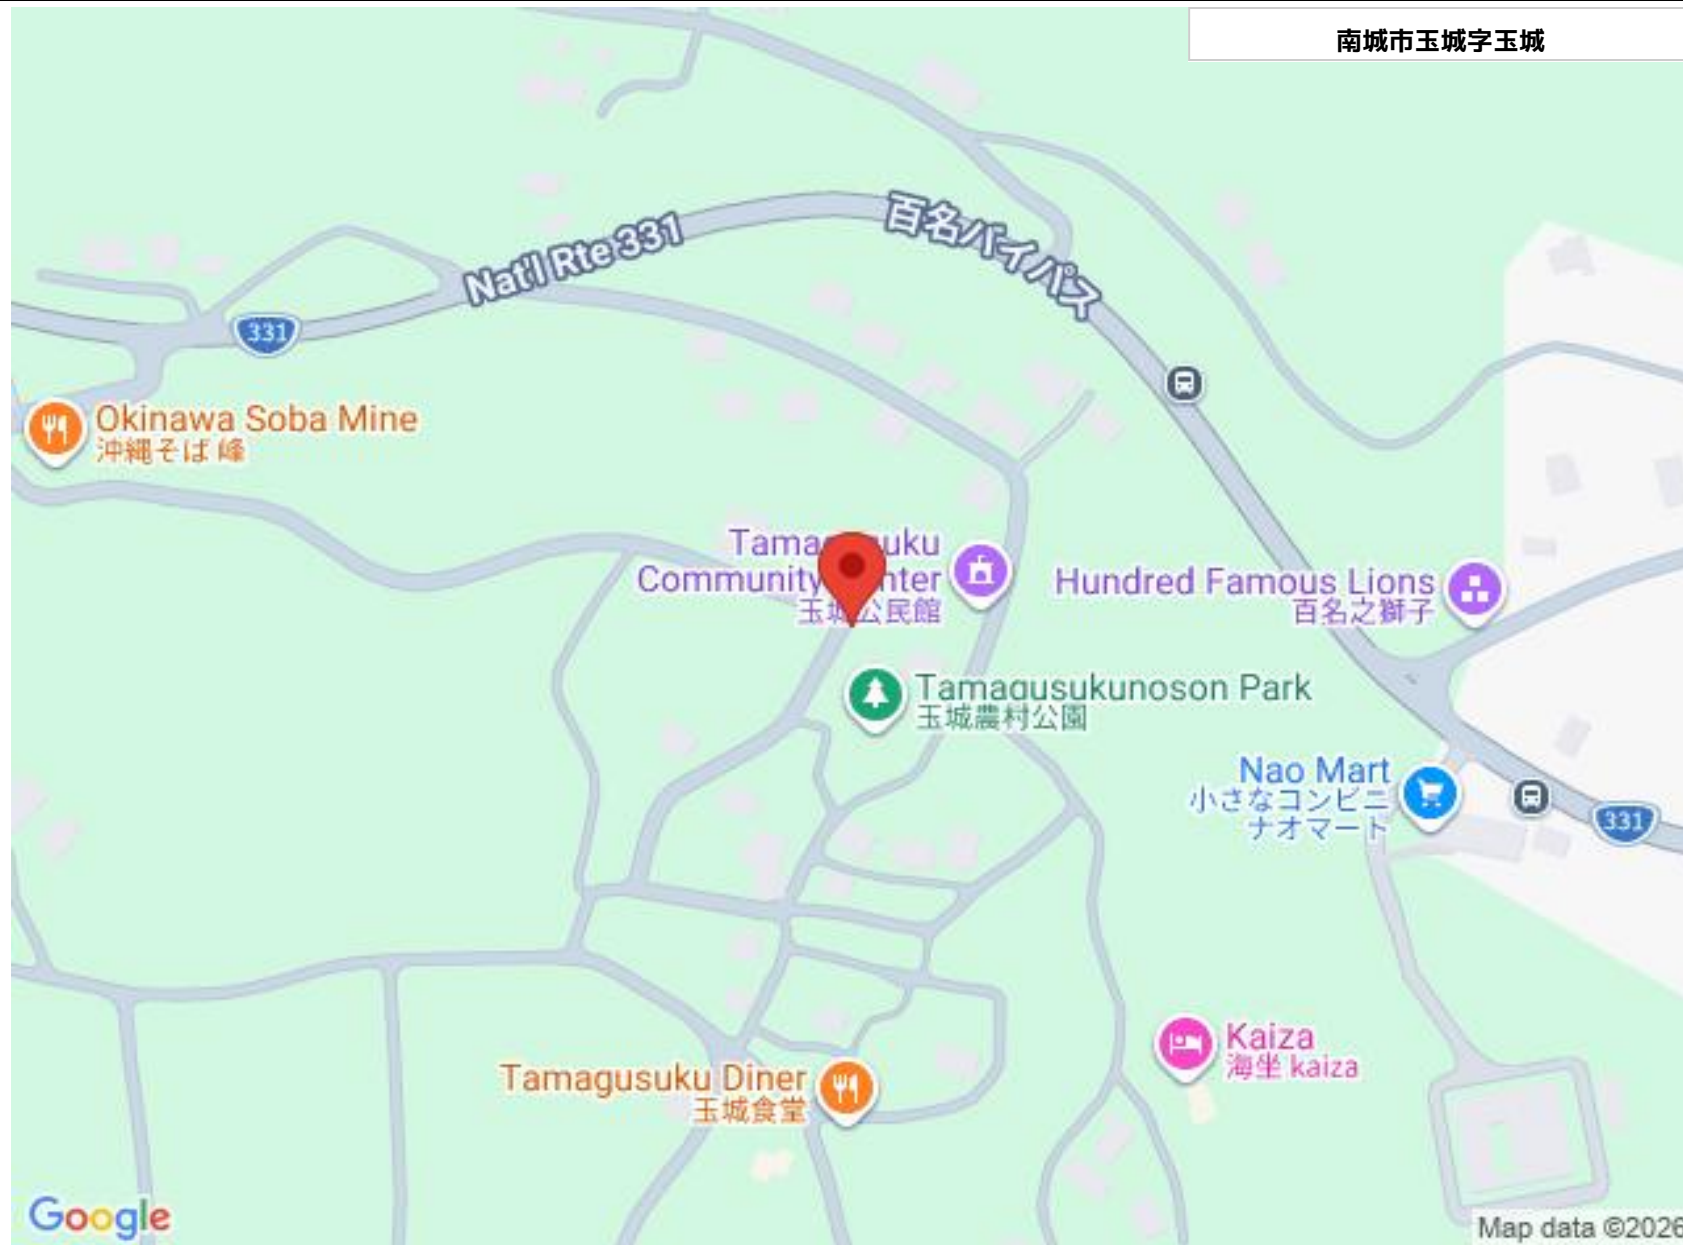 南城市玉城字玉城
百名バイパス
Nat'l Rte 331
331
Okinawa Soba Mine
沖縄そば 峰
Community
玉城公民館
Hundred Famous Lions
百名之獅子
Tamagusukunoson Park
玉城農村公園
Nao Mart
小さなコンビニ
ナオマート
331
Kaiza
海坐 kaiza
Tamagusuku Diner
玉城食堂
Google
Map data ©2026